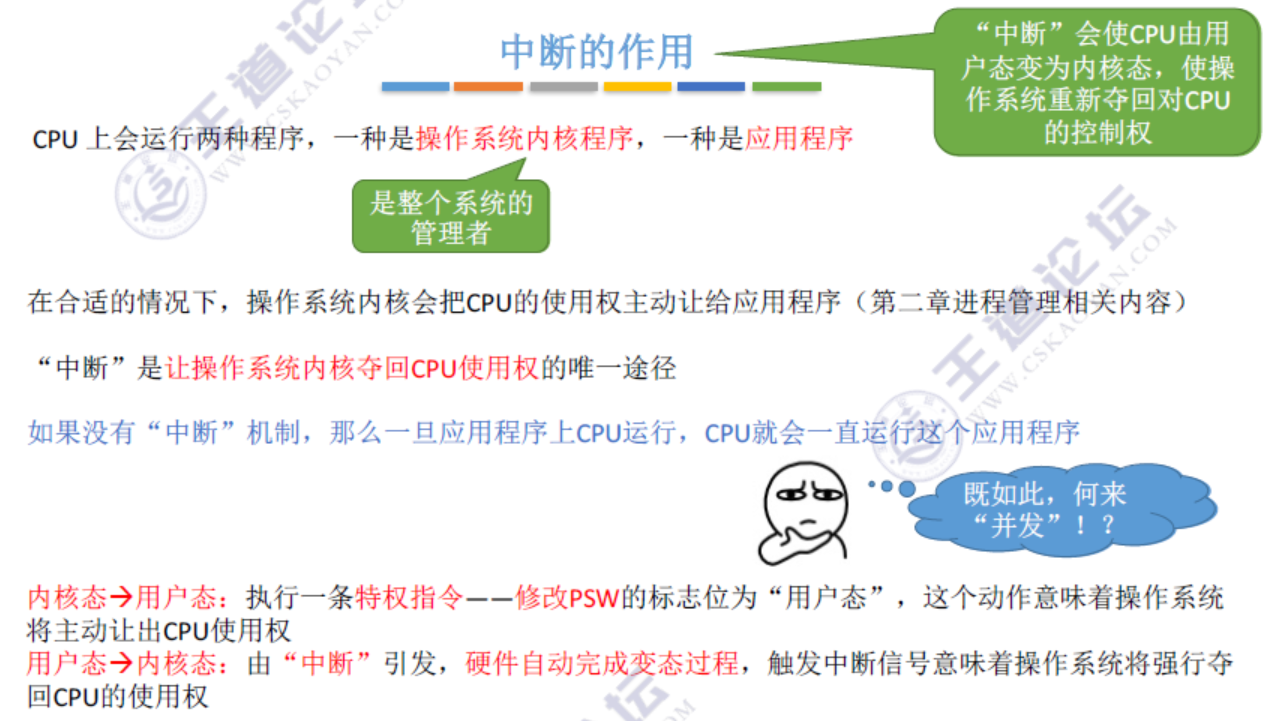 中断的作用
“中断”会使CPU由用
户态变为内核态，使操
作系统重新夺回对CPU
的控制权
CPU 上会运行两种程序，一种是操作系统内核程序，一种是应用程序
是整个系统的
管理者
在合适的情况下，操作系统内核会把CPU的使用权主动让给应用程序（第二章进程管理相关内容）
“中断”是让操作系统内核夺回CPU使用权的唯一途径
如果没有“中断”机制，那么一旦应用程序上CPU运行，CPU就会一直运行这个应用程序
既如此，何来
“并发”！？
内核态→用户态：执行一条特权指令——修改PSW的标志位为“用户态”，这个动作意味着操作系统
将主动让出CPU使用权
用户态→内核态：由“中断”引发，硬件自动完成变态过程，触发中断信号意味着操作系统将强行夺
回CPU的使用权
王道论坛
WWW.CSKAOYAN.COM
王道论坛
WWW.CSKAOYAN.COM